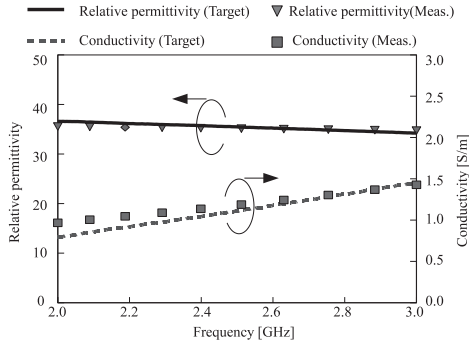 Relative permittivity (Target) Relative permittivity(Meas.)
Conductivity (Target) Conductivity (Meas.)
50 3.0
40 2.5
30 2.0
20 1.5
10 1.0
0 0.5
0.0
Relative permittivity
Conductivity [S/m]
2.0 2.2 2.4 2.6 2.8 3.0
Frequency [GHz]